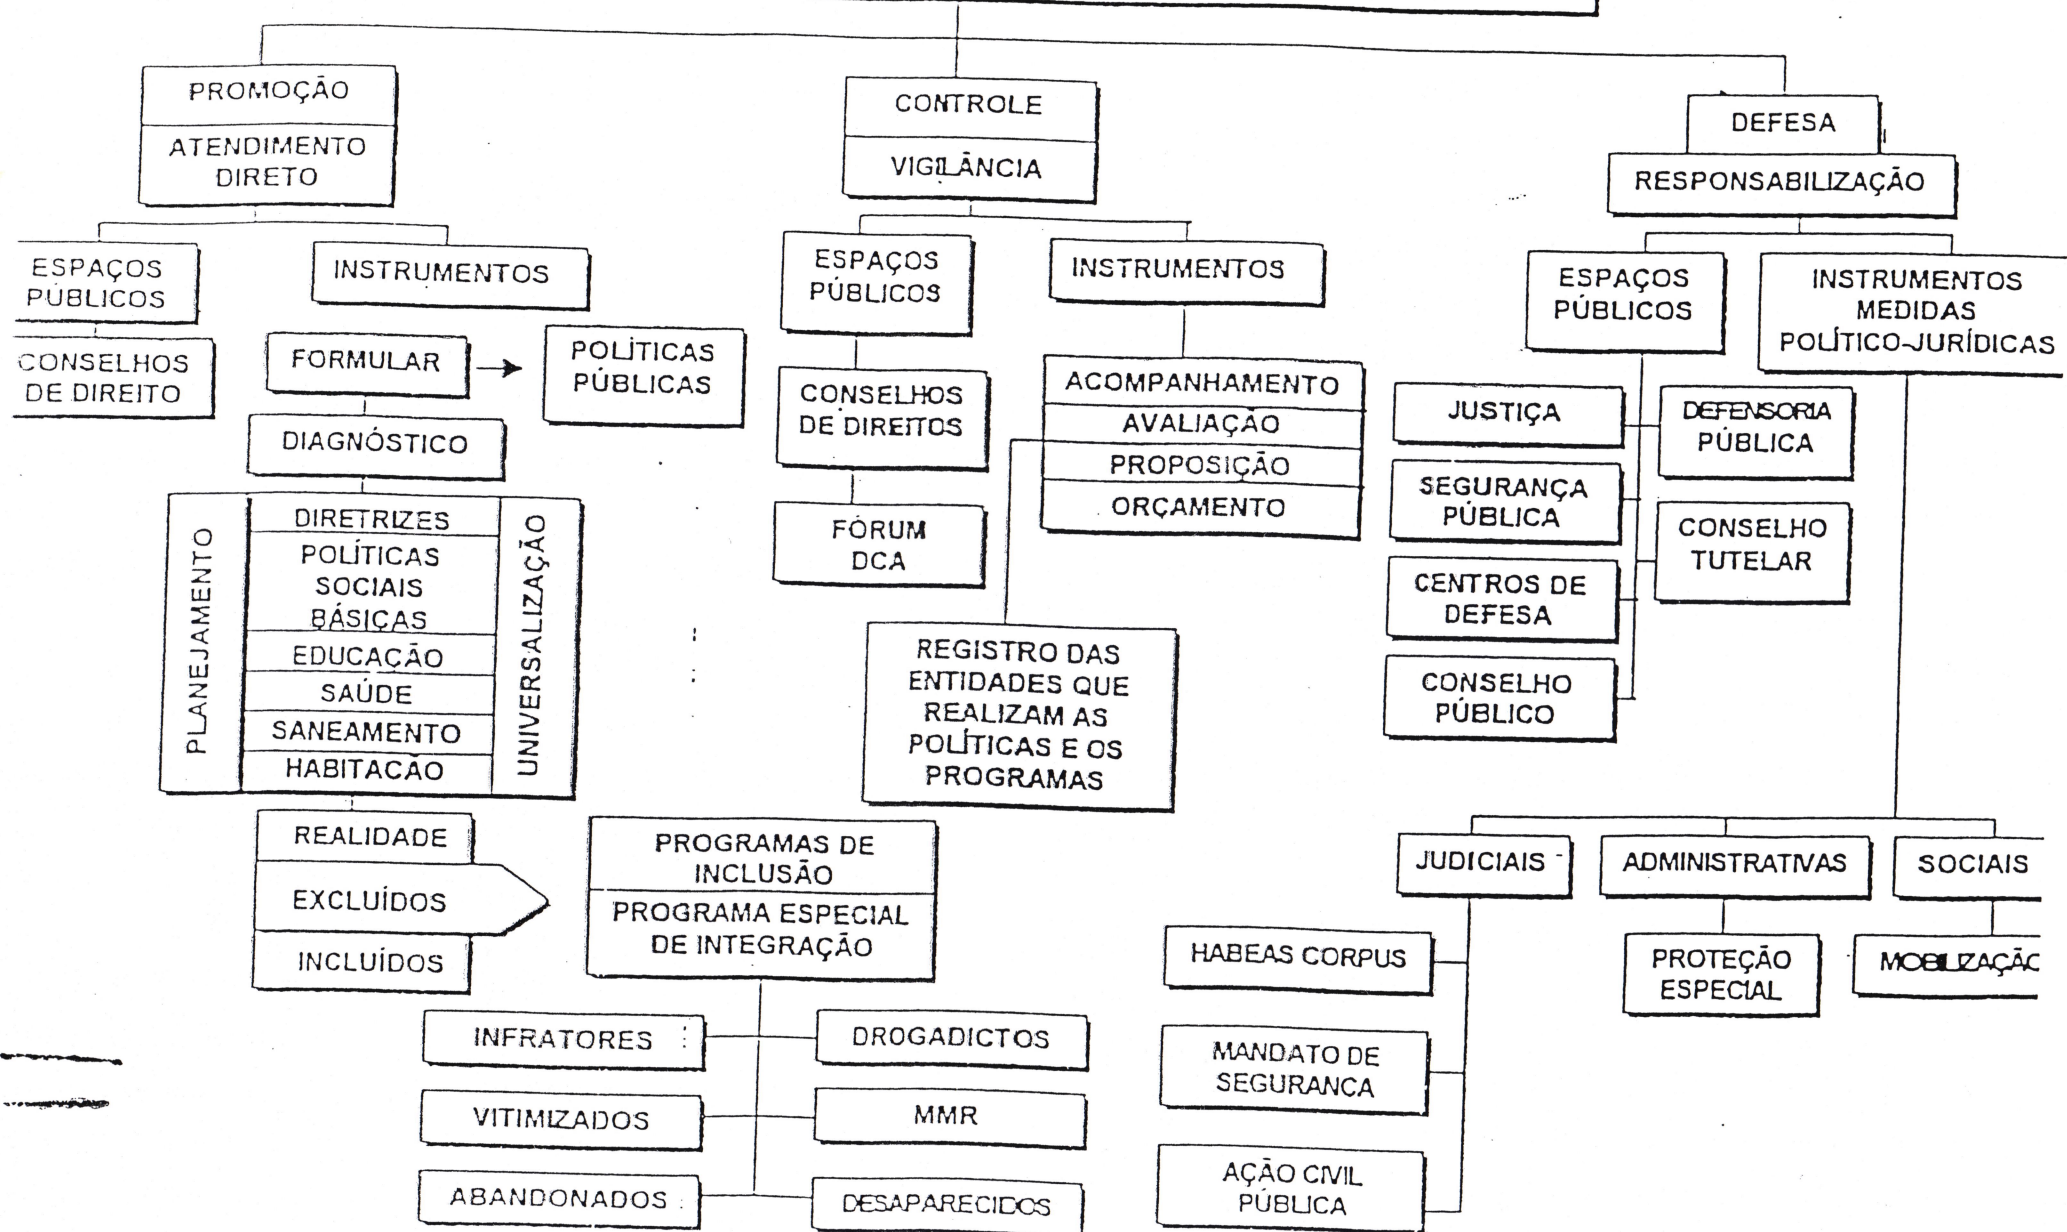 PROMOÇÃO
ATENDIMENTO
DIRETO
ESPAÇOS
PÚBLICOS
CONSELHOS
DE DIREITO
INSTRUMENTOS
FORMULAR
POLÍTICAS
PÚBLICAS
DIAGNÓSTICO
PLANEJAMENTO
DIRETRIZES
POLÍTICAS
SOCIAIS
BÁSICAS
EDUCAÇÃO
SAÚDE
SANEAMENTO
HABITACÃO
UNIVERSALIZAÇÃO
REALIDADE
EXCLUÍDOS
INCLUÍDOS
PROGRAMAS DE
INCLUSÃO
PROGRAMA ESPECIAL
DE INTEGRAÇÃO
INFRATORES
DROGADICTOS
VITIMIZADOS
MMR
ABANDONADOS
DESAPARECIDOS
CONTROLE
VIGILÂNCIA
ESPAÇOS
PÚBLICOS
CONSELHOS
DE DIREITOS
FÓRUM
DCA
INSTRUMENTOS
ACOMPANHAMENTO
AVALIAÇÃO
PROPOSIÇÃO
ORÇAMENTO
REGISTRO DAS
ENTIDADES QUE
REALIZAM AS
POLÍTICAS E OS
PROGRAMAS
DEFESA
RESPONSABILIZAÇÃO
ESPAÇOS
PÚBLICOS
JUSTIÇA
DEFENSORIA
PÚBLICA
SEGURANÇA
PÚBLICA
CONSELHO
TUTELAR
CENTROS DE
DEFESA
CONSELHO
PÚBLICO
INSTRUMENTOS
MEDIDAS
POLÍTICO-JURÍDICAS
JUDICIAIS
HABEAS CORPUS
MANDATO DE
SEGURANCA
AÇÃO CIVIL
PÚBLICA
ADMINISTRATIVAS
PROTEÇÃO
ESPECIAL
SOCIAIS
MOBILIZAÇÃO